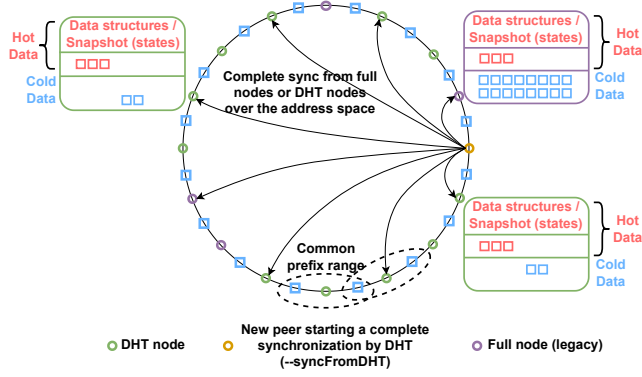 Hot
Data
Cold
Data
Data structures /
Snapshot (states)
Complete sync from full
nodes or DHT nodes
over the address space
Data structures /
Snapshot (states)
Hot
Data
Cold
Data
Data structures /
Snapshot (states)
Hot
Data
Cold
Data
Common
prefix range
DHT node
New peer starting a complete
synchronization by DHT
(--syncFromDHT)
Full node (legacy)